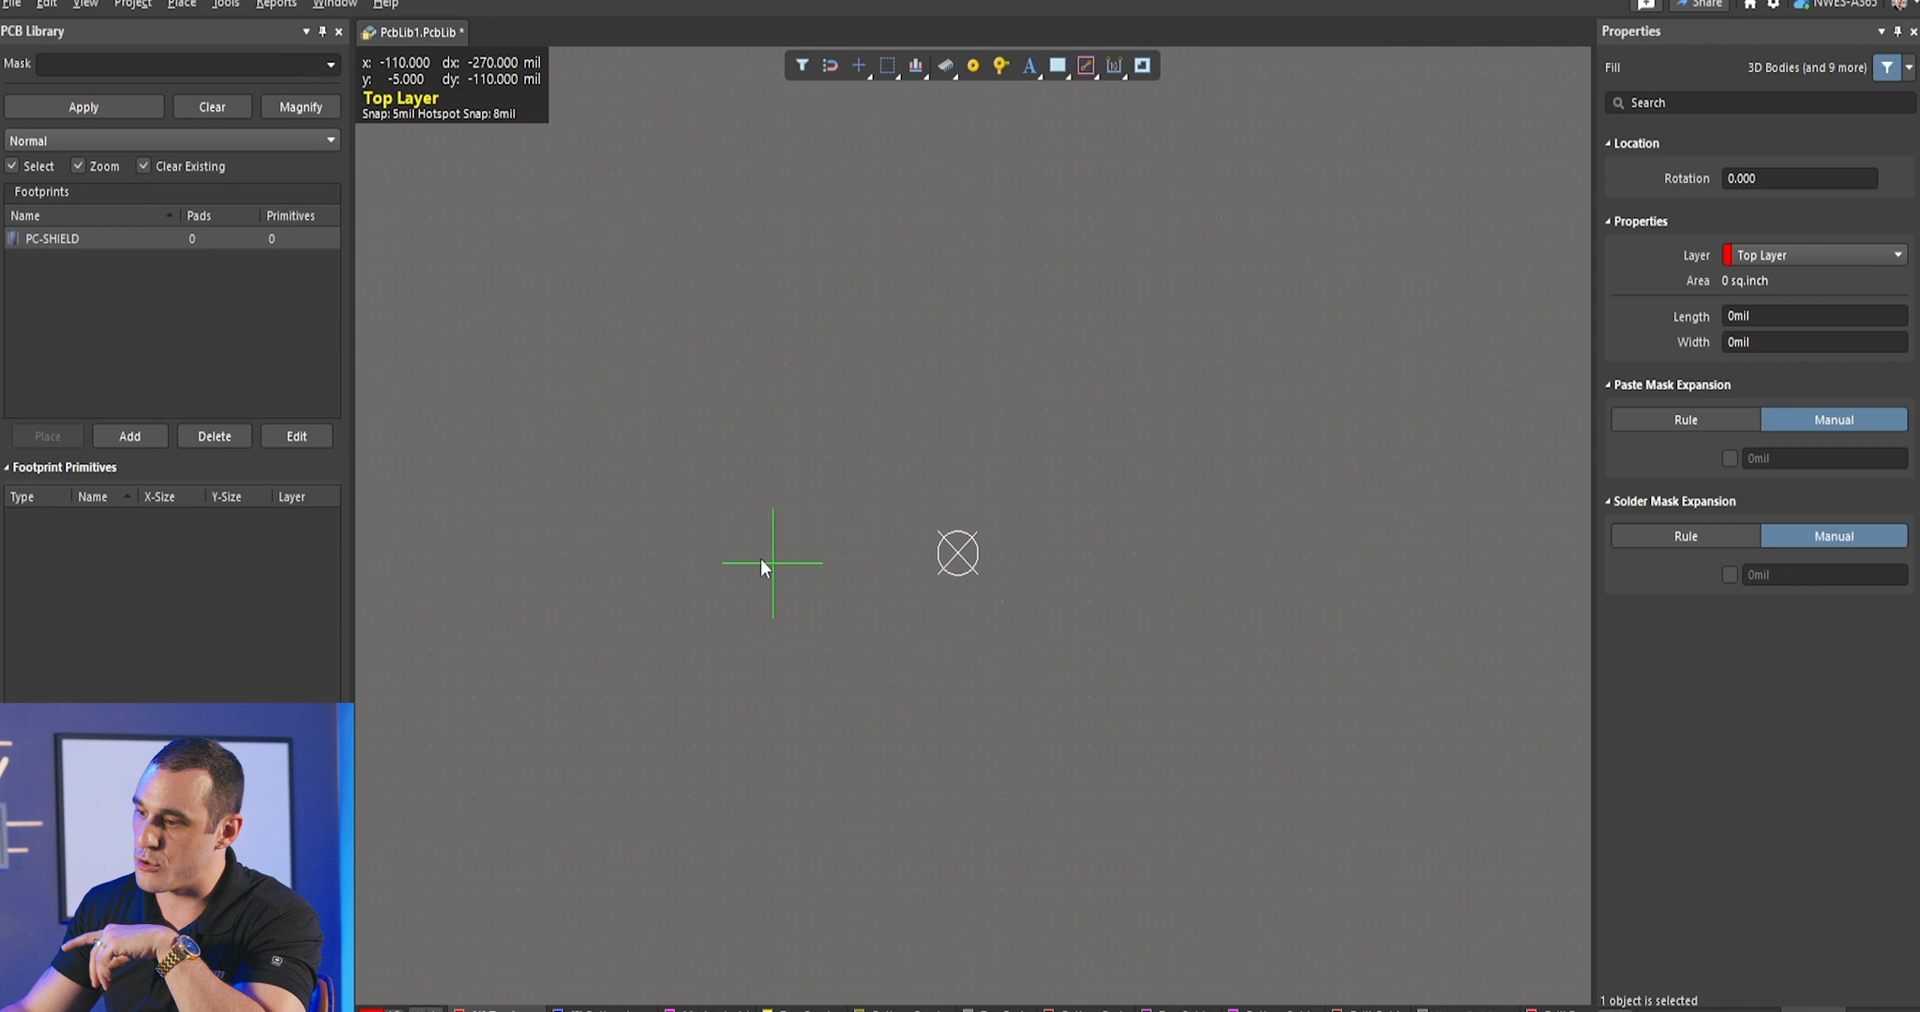 File Edit View Project Place Tools Reports Window Help
Share
NWES-A365
PCB Library
Mask
Apply Clear Magnify
Normal
Select Zoom Clear Existing
Footprints
Name Pads Primitives
PC-SHIELD 0 0
Place Add Delete Edit
Footprint Primitives
Type Name X-Size Y-Size Layer
PcbLib1.PcbLib *
x: -110.000 dx: -270.000 mil
y: -5.000 dy: -110.000 mil
Top Layer
Snap: 5mil Hotspot Snap: 8mil
A
Properties
Fill 3D Bodies (and 9 more)
Search
Location
Rotation 0.000
Properties
Layer Top Layer
Area 0 sq.inch
Length 0mil
Width 0mil
Paste Mask Expansion
Rule Manual
0mil
Solder Mask Expansion
Rule Manual
0mil
1 object is selected